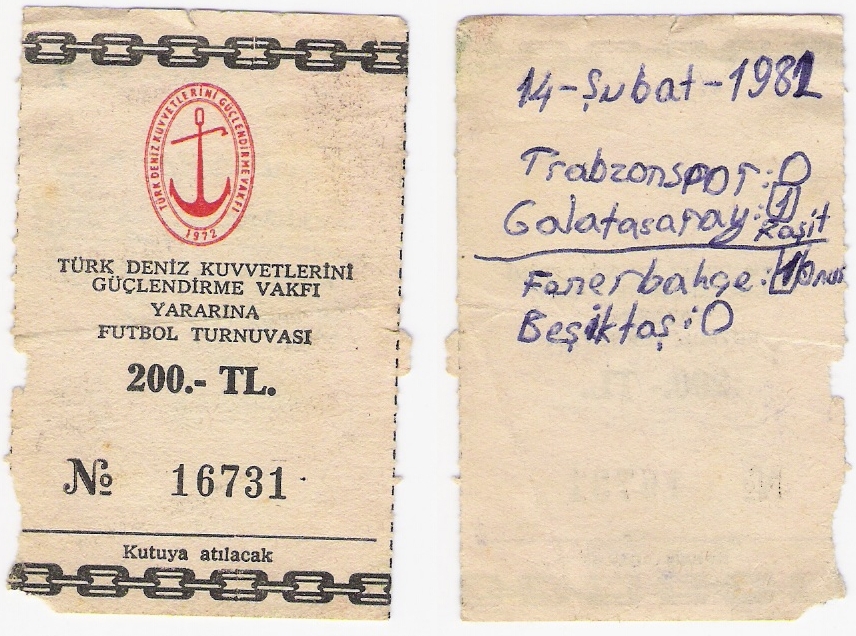 TÜRK DENİZ KUVVETLERİNİ GÜÇLENDİRME VAKFI
1972
TÜRK DENİZ KUVVETLERİNİ
GÜÇLENDİRME VAKFI
YARARINA
FUTBOL TURNUVASI
200.- TL.
№ 16731
Kutuya atılacak
14-Şubat-1981
Trabzonspor: 0
Galatasaray: 1
Raşit
Fenerbahçe: 1
Beşiktaş: 0